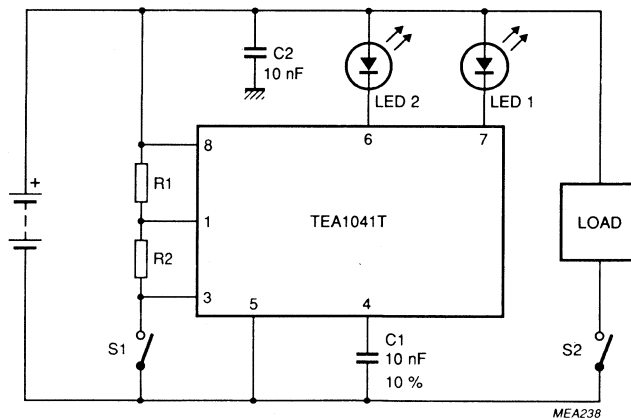 C2
10 nF
LED 2
LED 1
6
7
8
R1
1
TEA1041T
LOAD
R2
3
5
4
S1
C1
10 nF
10 %
S2
MEA238
+